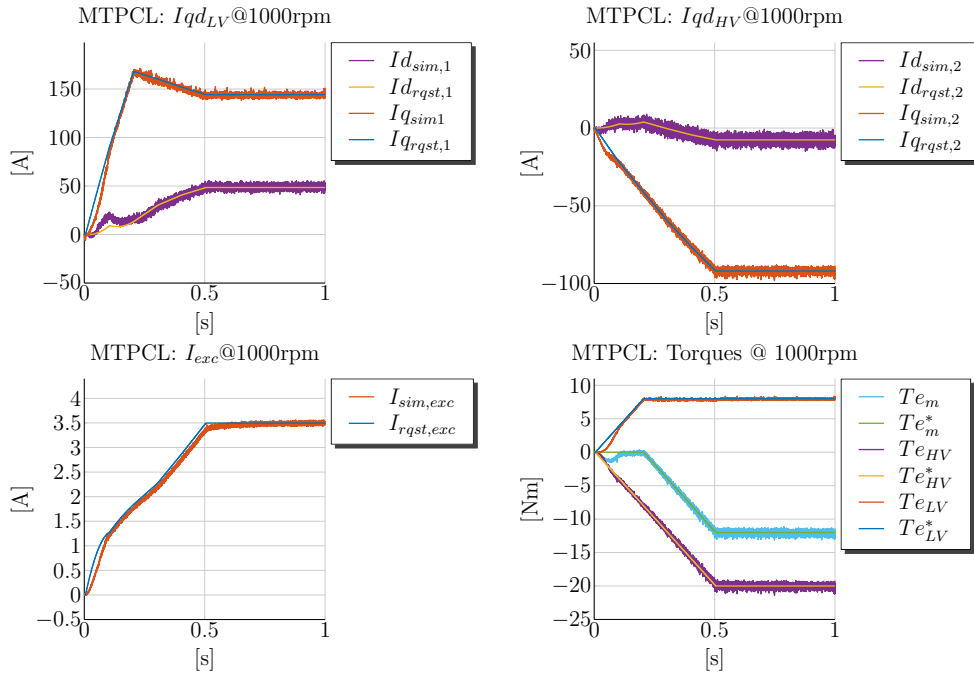 MTPCL: Iqd_LV@1000rpm
150
100
50
0
−50
[A]
0
0.5
1
[s]
Id_sim,1
Id_rqst,1
Iq_sim1
Iq_rqst,1
MTPCL: Iqd_HV@1000rpm
50
0
−50
−100
[A]
0
0.5
1
[s]
Id_sim,2
Id_rqst,2
Iq_sim,2
Iq_rqst,2
MTPCL: I_exc@1000rpm
4
3.5
3
2.5
2
1.5
1
0.5
0
−0.5
[A]
0
0.5
1
[s]
I_sim,exc
I_rqst,exc
MTPCL: Torques @ 1000rpm
10
5
0
−5
−10
−15
−20
−25
[Nm]
0
0.5
1
[s]
Te_m
Te*_m
Te_HV
Te*_HV
Te_LV
Te*_LV